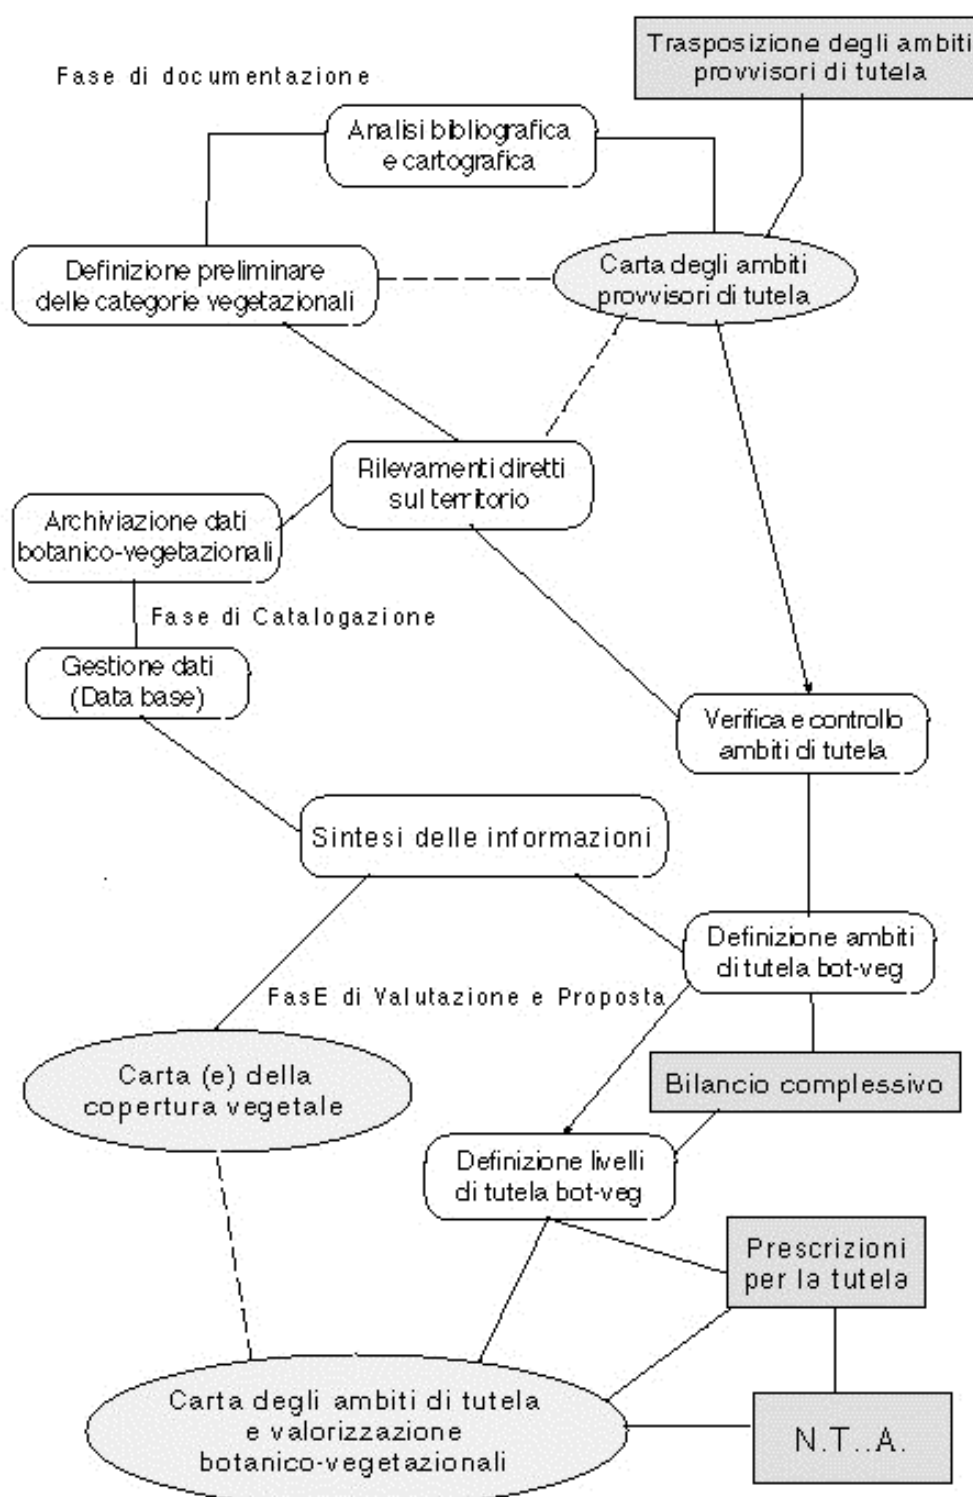 Trasposizione degli ambiti
provvisori di tutela
Fase di documentazione
Analisi bibliografica
e cartografica
Definizione preliminare
delle categorie vegetazionali
Carta degli ambiti
provvisori di tutela
Rilevamenti diretti
sul territorio
Archiviazione dati
botanico-vegetazionali
Fase di Catalogazione
Gestione dati
(Data base)
Verifica e controllo
ambiti di tutela
Sintesi delle informazioni
Definizione ambiti
di tutela bot-veg
FasE di Valutazione e Proposta
Carta (e) della
copertura vegetale
Bilancio complessivo
Definizione livelli
di tutela bot-veg
Prescrizioni
per la tutela
Carta degli ambiti di tutela
e valorizzazione
botanico-vegetazionali
N.T..A.